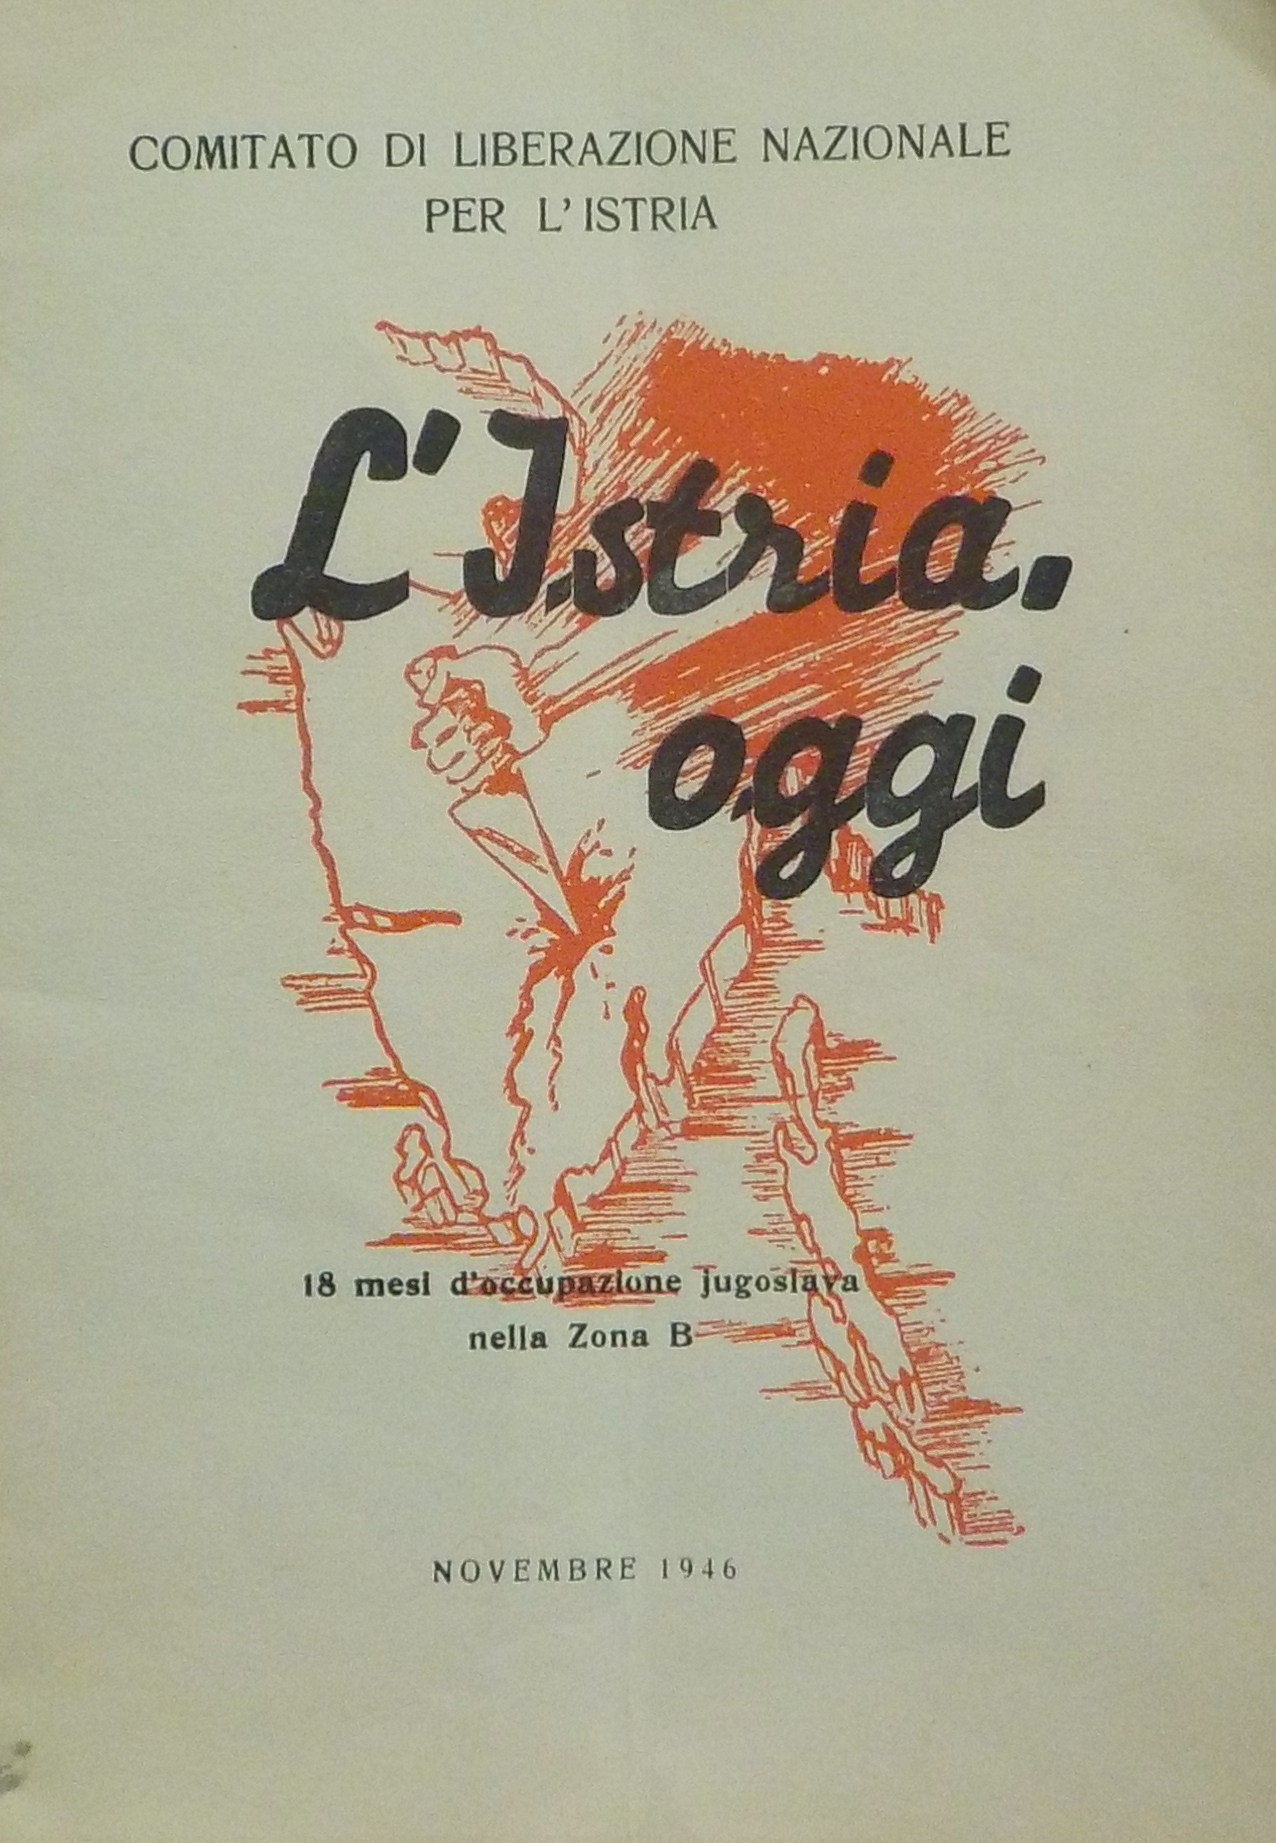 COMITATO DI LIBERAZIONE NAZIONALE
PER L'ISTRIA
L'Istria.
oggi
18 mesi d'occupazione jugoslava
nella Zona B
NOVEMBRE 1946